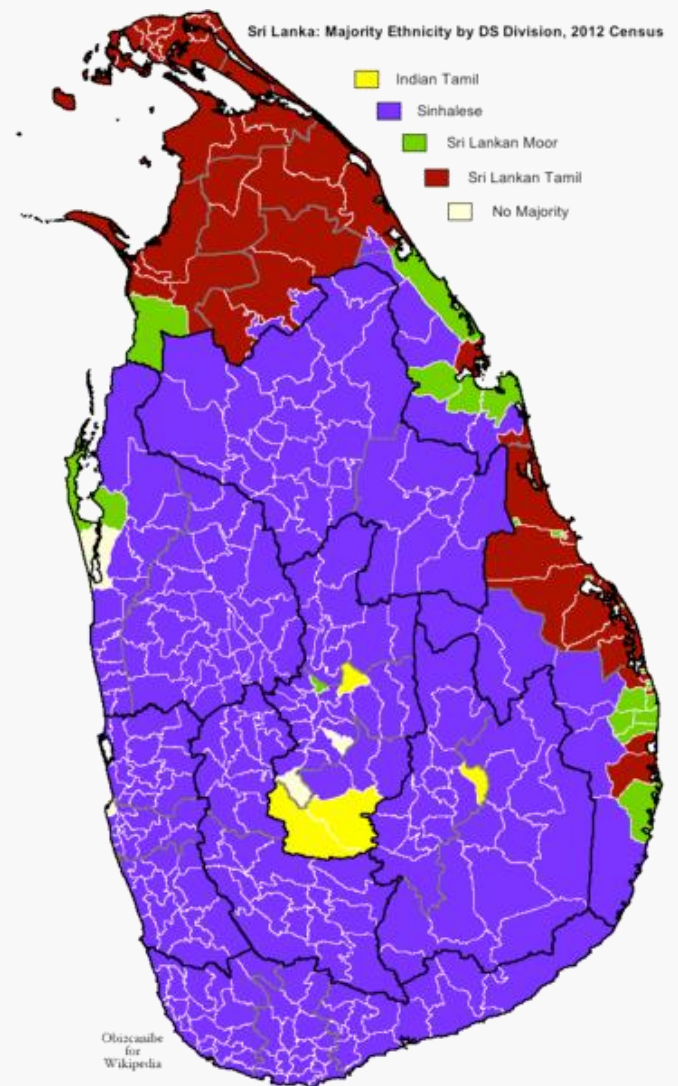 Sri Lanka: Majority Ethnicity by DS Division, 2012 Census
Indian Tamil
Sinhalese
Sri Lankan Moor
Sri Lankan Tamil
No Majority
Obi2canibe
for
Wikipedia